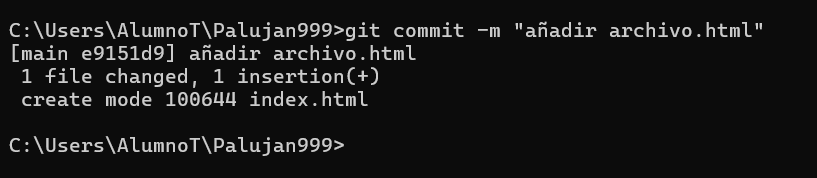 C:\Users\AlumnoT\Palujan999>git commit -m "añadir archivo.html"
[main e9151d9] añadir archivo.html
 1 file changed, 1 insertion(+)
 create mode 100644 index.html
C:\Users\AlumnoT\Palujan999>